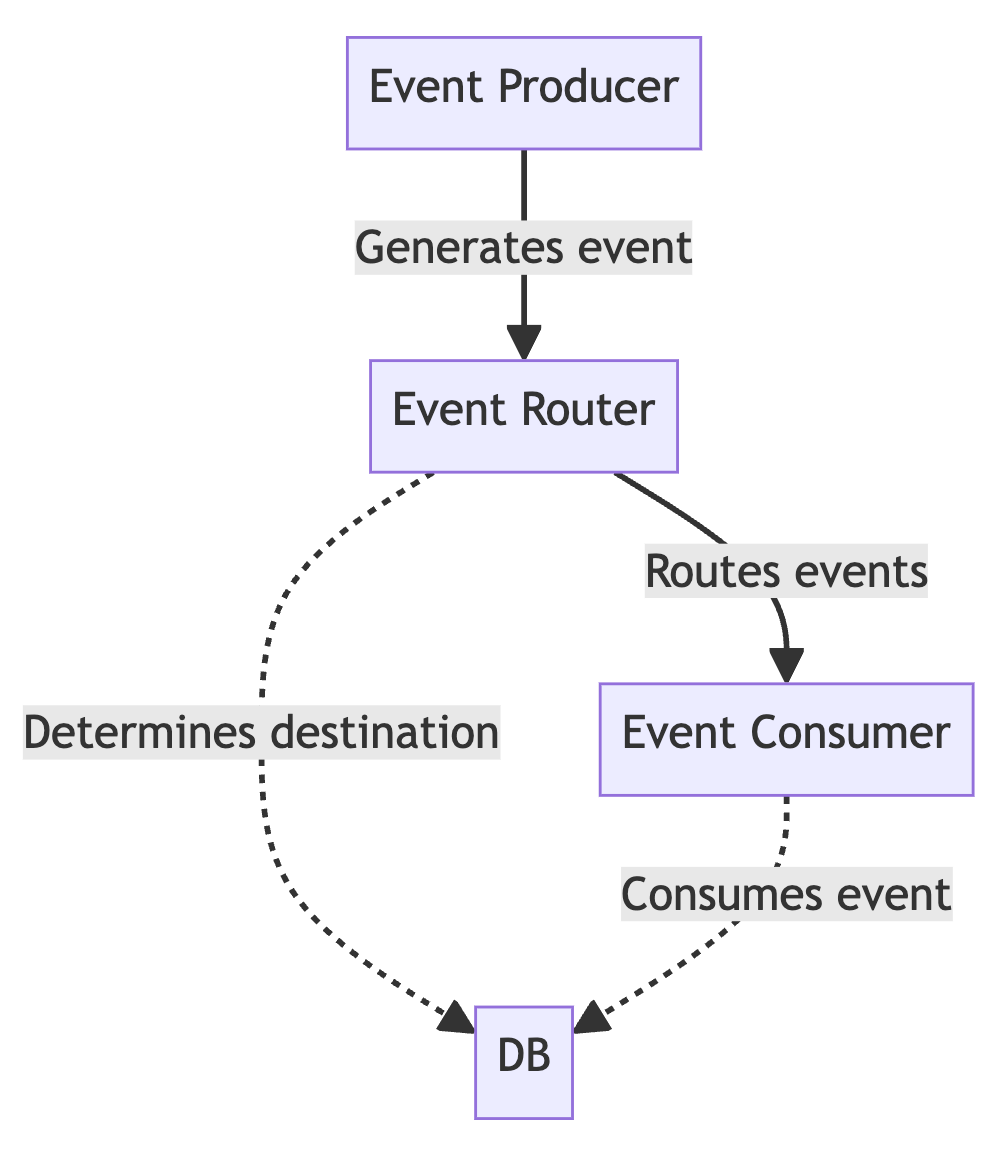 Event Producer
Generates event
Event Router
Routes events
Determines destination
Event Consumer
Consumes event
DB